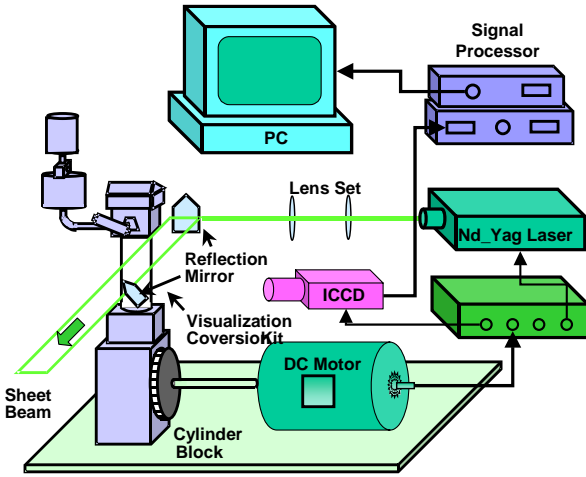 Signal
Processor
PC
Lens Set
Nd_Yag Laser
Reflection
Mirror
ICCD
Visualization
CoversionKit
DC Motor
Sheet
Beam
Cylinder
Block